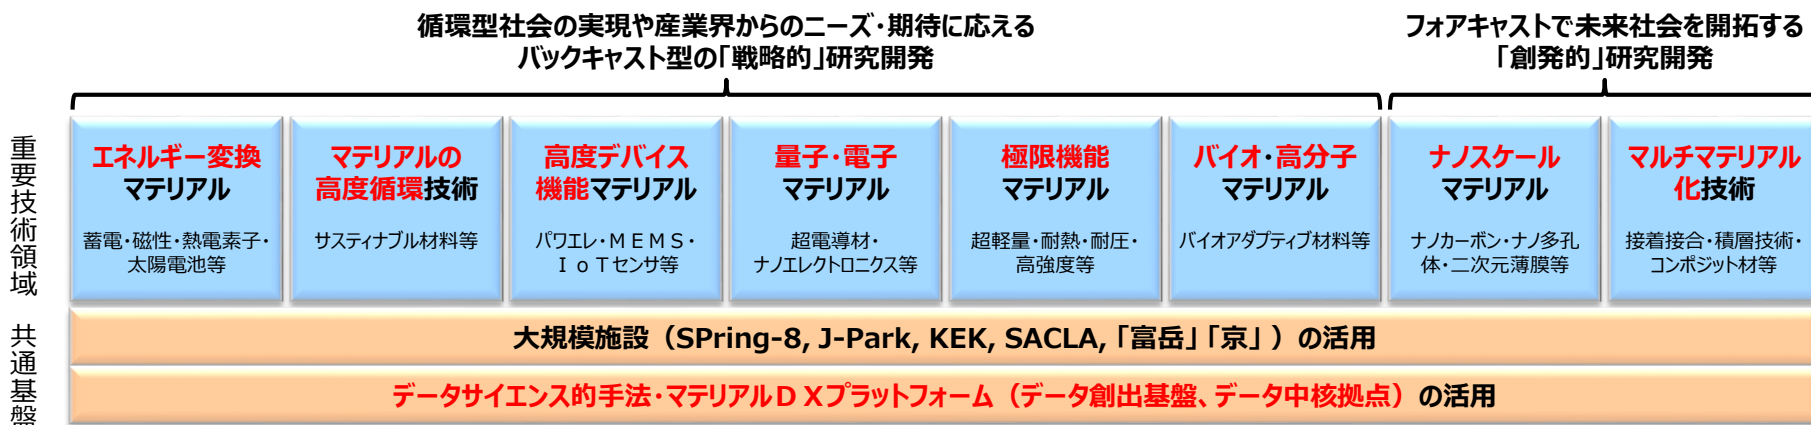 循環型社会の実現や産業界からのニーズ・期待に応える
バックキャスト型の「戦略的」研究開発
フォアキャストで未来社会を開拓する
「創発的」研究開発
重要技術領域
エネルギー変換
マテリアル
蓄電・磁性・熱電素子・
太陽電池等
マテリアルの
高度循環技術
サスティナブル材料等
高度デバイス
機能マテリアル
パワエレ・ＭＥＭＳ・
ＩｏＴセンサ等
量子・電子
マテリアル
超電導材・
ナノエレクトロニクス等
極限機能
マテリアル
超軽量・耐熱・耐圧・
高強度等
バイオ・高分子
マテリアル
バイオアダプティブ材料等
ナノスケール
マテリアル
ナノカーボン・ナノ多孔
体・二次元薄膜等
マルチマテリアル
化技術
接着接合・積層技術・
コンポジット材等
共通基盤
大規模施設（SPring-8, J-Park, KEK, SACLA,「富岳」「京」）の活用
データサイエンス的手法・マテリアルＤＸプラットフォーム（データ創出基盤、データ中核拠点）の活用